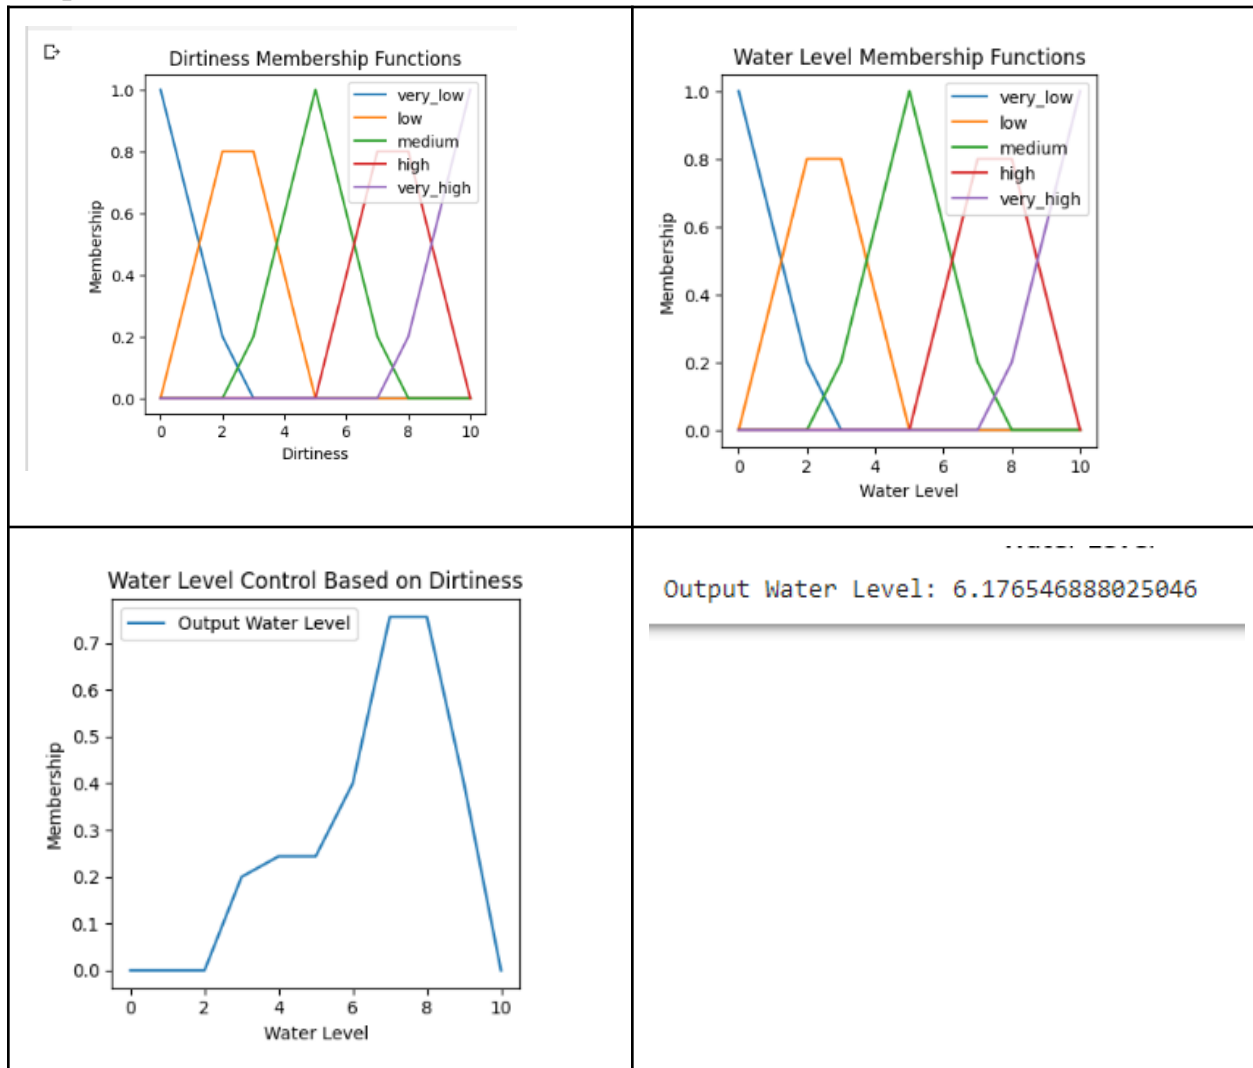 Dirtiness Membership Functions
very_low
low
medium
high
very_high
Membership
1.0
0.8
0.6
0.4
0.2
0.0
0 2 4 6 8 10
Dirtiness
Water Level Membership Functions
very_low
low
medium
high
very_high
Membership
1.0
0.8
0.6
0.4
0.2
0.0
0 2 4 6 8 10
Water Level
Water Level Control Based on Dirtiness
Output Water Level
Membership
0.7
0.6
0.5
0.4
0.3
0.2
0.1
0.0
0 2 4 6 8 10
Water Level
Output Water Level: 6.176546888025046